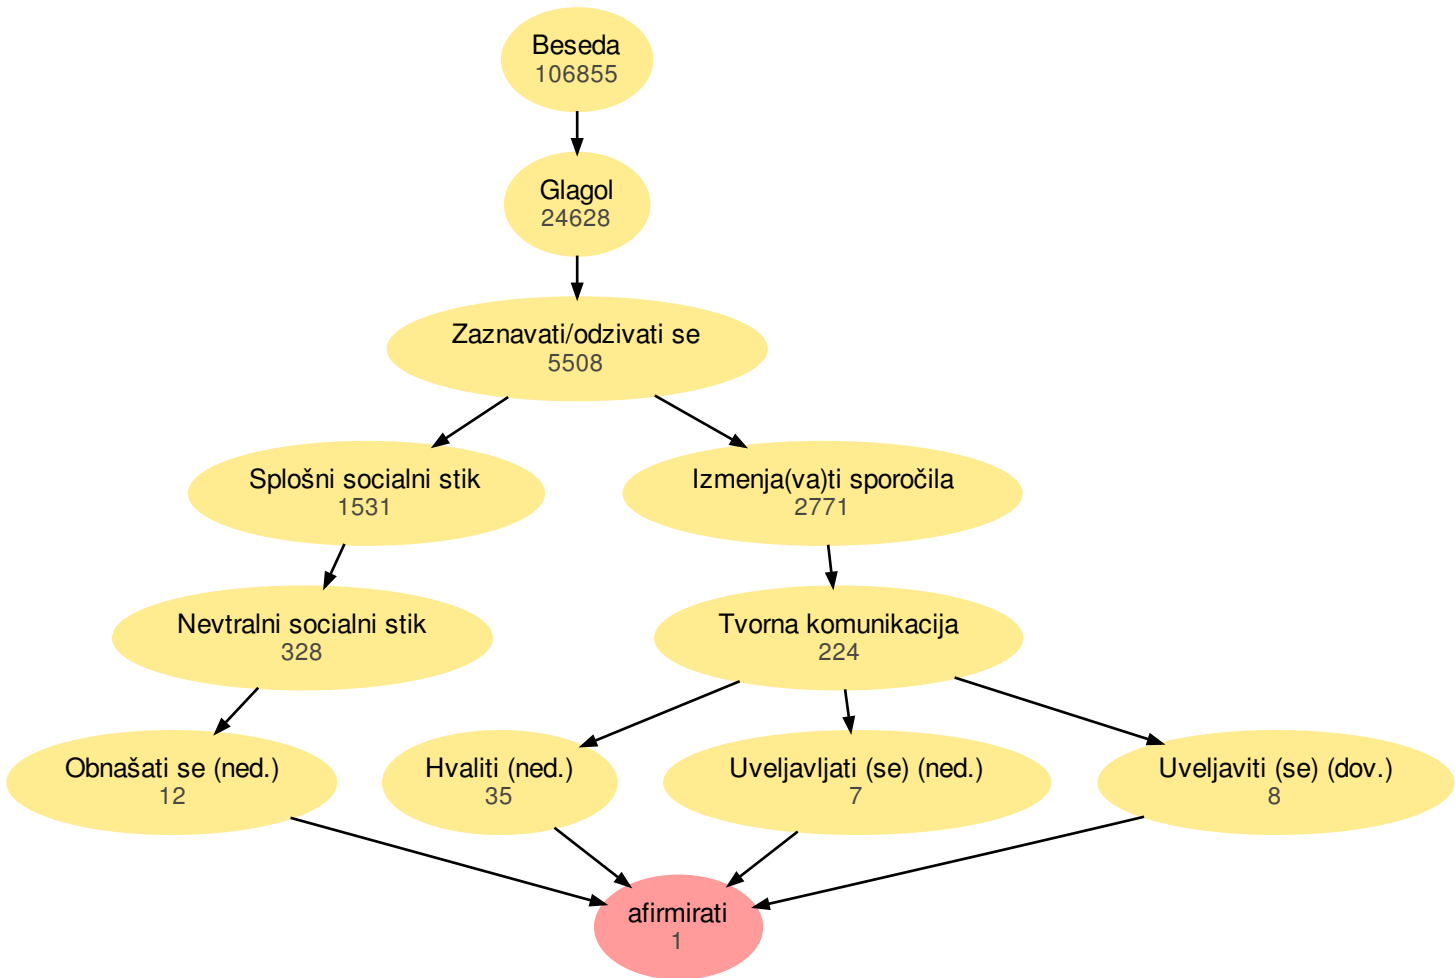 Beseda
106855
Glagol
24628
Zaznavati/odzivati se
5508
Splošni socialni stik
1531
Izmenja(va)ti sporočila
2771
Nevtralni socialni stik
328
Tvorna komunikacija
224
Obnašati se (ned.)
12
Hvaliti (ned.)
35
Uveljavljati (se) (ned.)
7
Uveljaviti (se) (dov.)
8
afirmirati
1